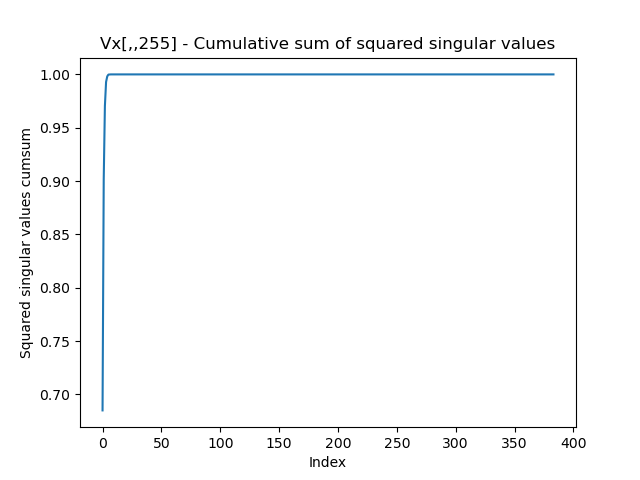 Vx[,,255] - Cumulative sum of squared singular values
1.00
0.95
0.90
0.85
0.80
0.75
0.70
Squared singular values cumsum
0 50 100 150 200 250 300 350 400
Index